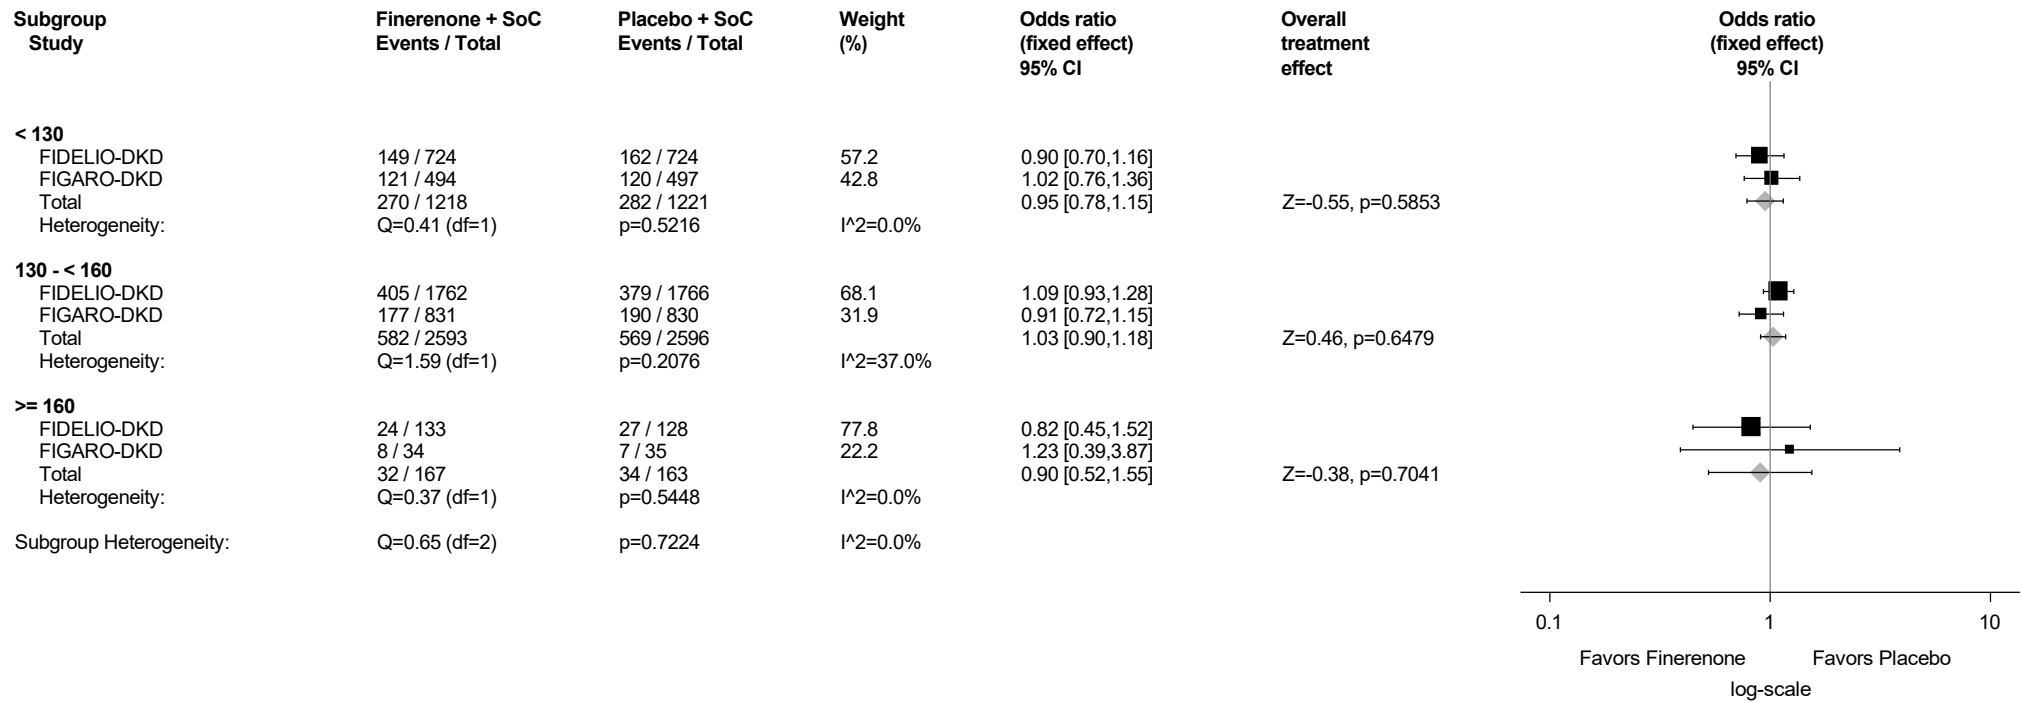 Subgroup Finerenone + SoC Placebo + SoC Weight Odds ratio Overall Odds ratio
Study Events / Total Events / Total (%) (fixed effect) treatment (fixed effect)
95% CI effect 95% CI
< 130
FIDELIO-DKD 149 / 724 162 / 724 57.2 0.90 [0.70,1.16]
FIGARO-DKD 121 / 494 120 / 497 42.8 1.02 [0.76,1.36]
Total 270 / 1218 282 / 1221 0.95 [0.78,1.15] Z=-0.55, p=0.5853
Heterogeneity: Q=0.41 (df=1) p=0.5216 I^2=0.0%
130 - < 160
FIDELIO-DKD 405 / 1762 379 / 1766 68.1 1.09 [0.93,1.28]
FIGARO-DKD 177 / 831 190 / 830 31.9 0.91 [0.72,1.15]
Total 582 / 2593 569 / 2596 1.03 [0.90,1.18] Z=0.46, p=0.6479
Heterogeneity: Q=1.59 (df=1) p=0.2076 I^2=37.0%
>= 160
FIDELIO-DKD 24 / 133 27 / 128 77.8 0.82 [0.45,1.52]
FIGARO-DKD 8 / 34 7 / 35 22.2 1.23 [0.39,3.87]
Total 32 / 167 34 / 163 0.90 [0.52,1.55] Z=-0.38, p=0.7041
Heterogeneity: Q=0.37 (df=1) p=0.5448 I^2=0.0%
Subgroup Heterogeneity: Q=0.65 (df=2) p=0.7224 I^2=0.0%
0.1 1 10
Favors Finerenone Favors Placebo
log-scale